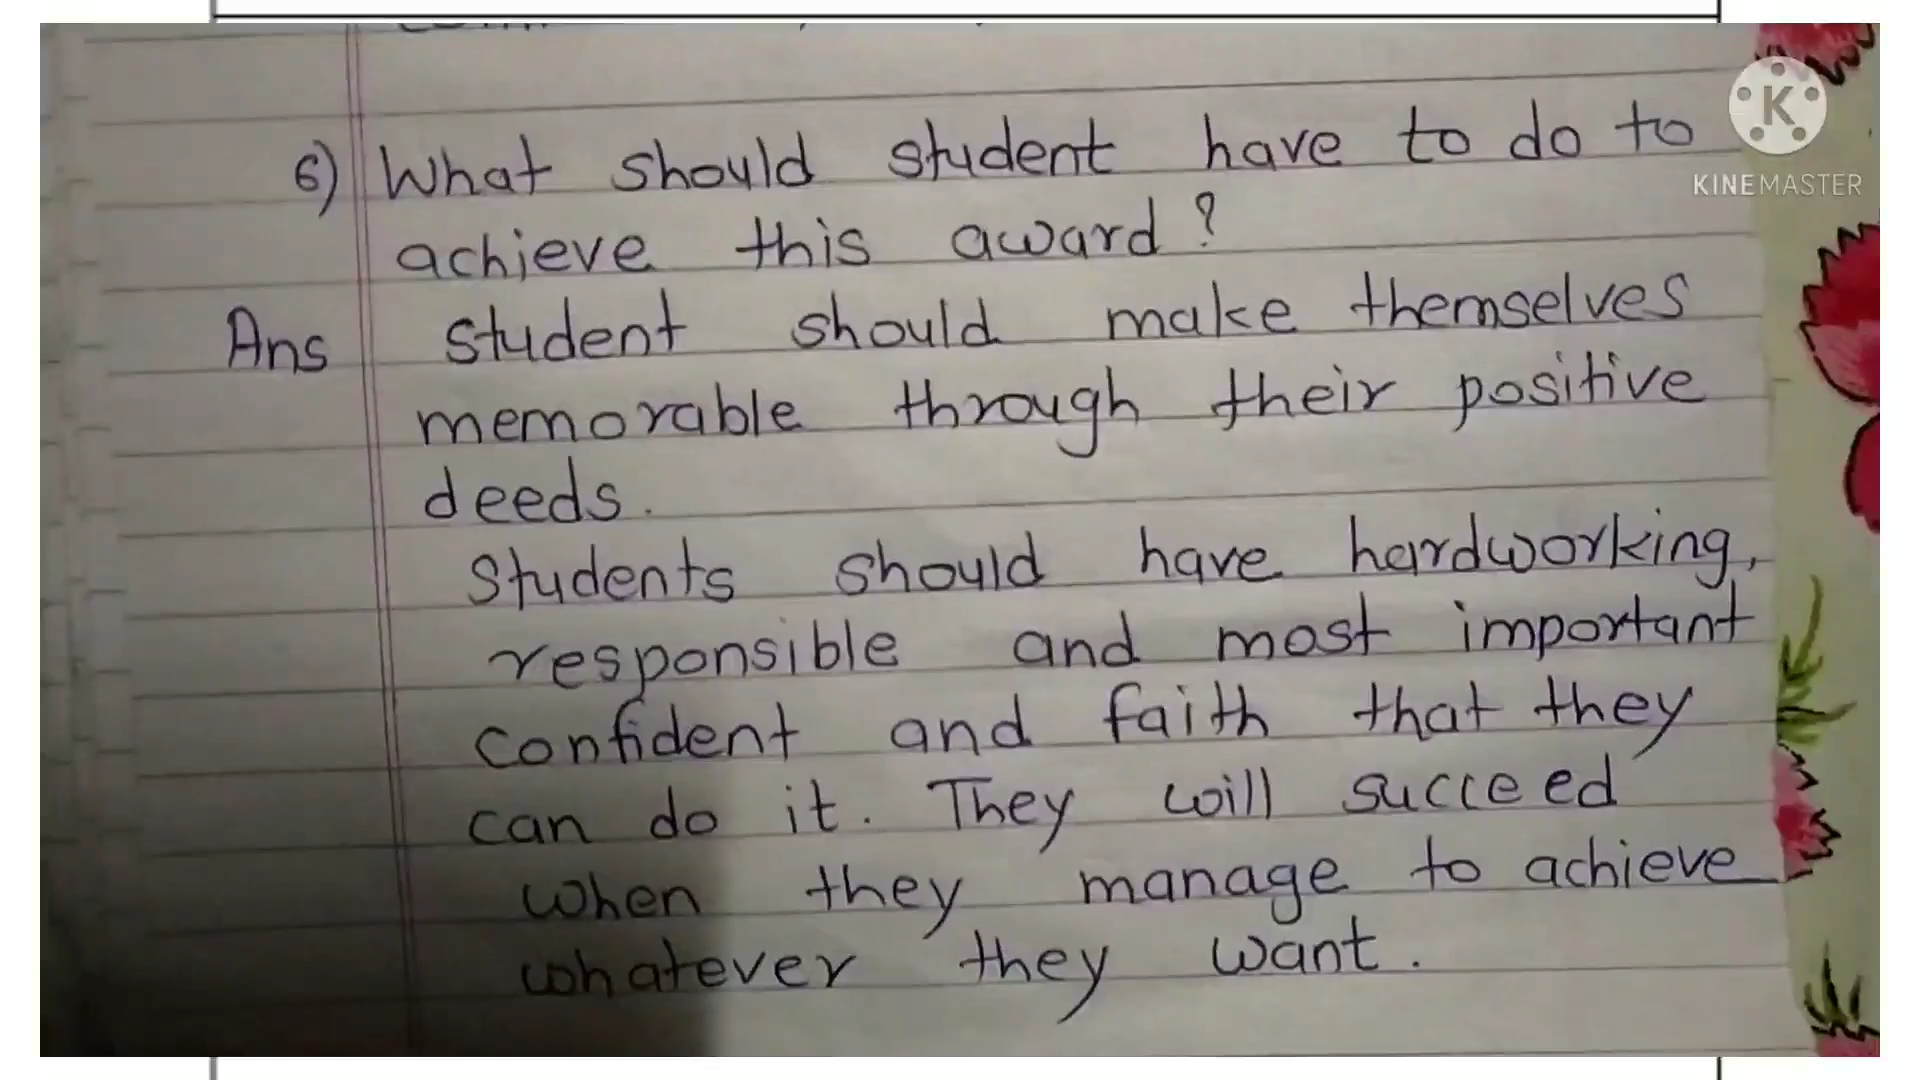 6) What should student have to do to
achieve this award?
Ans student should make themselves
memorable through their positive
deeds.
Students should have hardworking,
responsible and most important
confident and faith that they
can do it. They will succeed
when they manage to achieve
whatever they want.
K
KINEMASTER